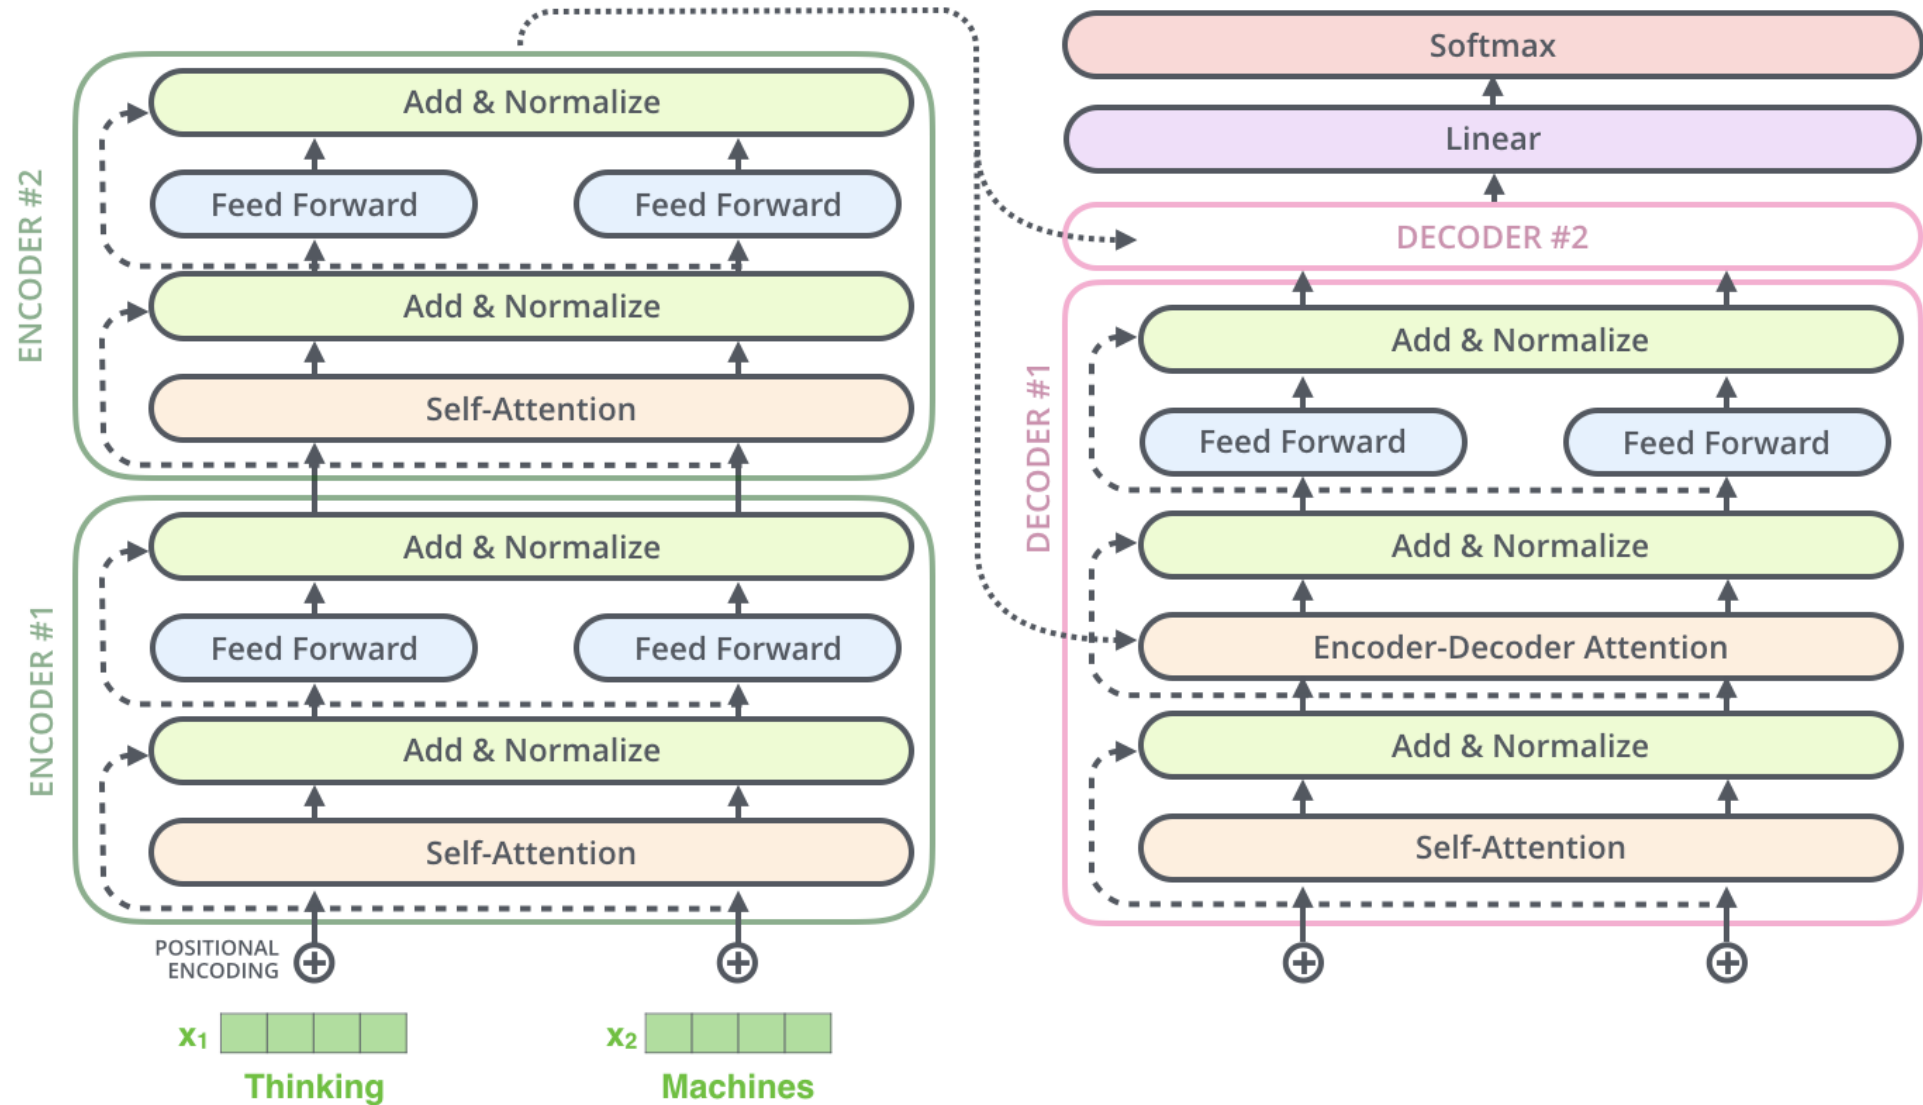 ENCODER #2
Add & Normalize
Feed Forward
Feed Forward
Add & Normalize
Self-Attention
ENCODER #1
Add & Normalize
Feed Forward
Feed Forward
Add & Normalize
Self-Attention
POSITIONAL
ENCODING
x1
x2
Thinking
Machines
Softmax
Linear
DECODER #2
DECODER #1
Add & Normalize
Feed Forward
Feed Forward
Add & Normalize
Encoder-Decoder Attention
Add & Normalize
Self-Attention